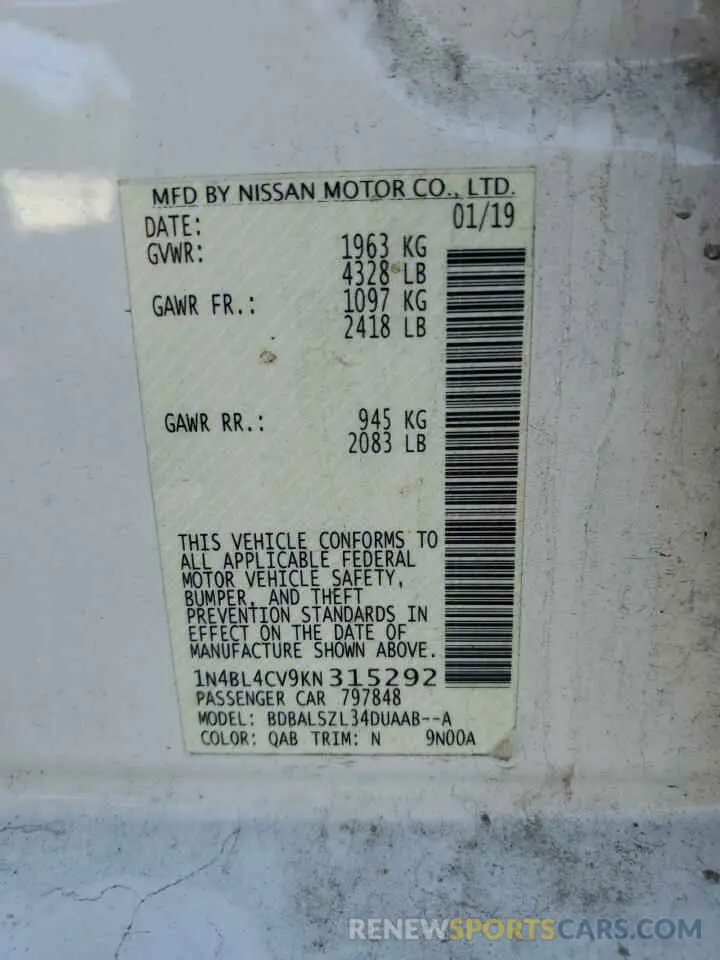 MFD BY NISSAN MOTOR CO., LTD.
DATE: 01/19
GVWR: 1963 KG
4328 LB
GAWR FR.: 1097 KG
2418 LB
GAWR RR.: 945 KG
2083 LB
THIS VEHICLE CONFORMS TO
ALL APPLICABLE FEDERAL
MOTOR VEHICLE SAFETY,
BUMPER, AND THEFT
PREVENTION STANDARDS IN
EFFECT ON THE DATE OF
MANUFACTURE SHOWN ABOVE.
1N4BL4CV9KN315292
PASSENGER CAR 797848
MODEL: BDBALSZL34DUAAB--A
COLOR: QAB TRIM: N 9N00A
RENEWSPORTSCARS.COM